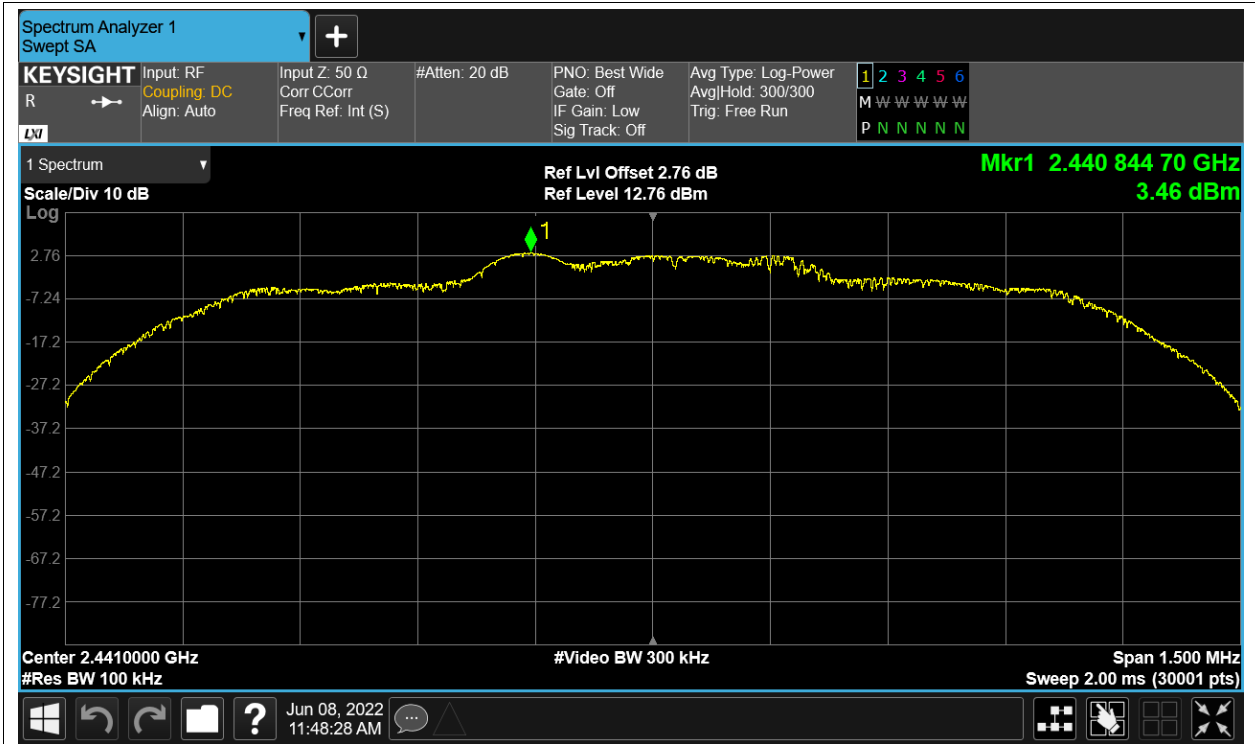 Spectrum Analyzer 1
Swept SA
KEYSIGHT
R
LXI
Input: RF
Coupling: DC
Align: Auto
Input Z: 50 Ω
Corr CCorr
Freq Ref: Int (S)
#Atten: 20 dB
PNO: Best Wide
Gate: Off
IF Gain: Low
Sig Track: Off
Avg Type: Log-Power
Avg|Hold: 300/300
Trig: Free Run
1 2 3 4 5 6
M W W W W W
P N N N N N
1 Spectrum
Scale/Div 10 dB
Log
Ref Lvl Offset 2.76 dB
Ref Level 12.76 dBm
Mkr1 2.440 844 70 GHz
3.46 dBm
1
2.76
-7.24
-17.2
-27.2
-37.2
-47.2
-57.2
-67.2
-77.2
Center 2.4410000 GHz
#Res BW 100 kHz
#Video BW 300 kHz
Span 1.500 MHz
Sweep 2.00 ms (30001 pts)
?
Jun 08, 2022
11:48:28 AM